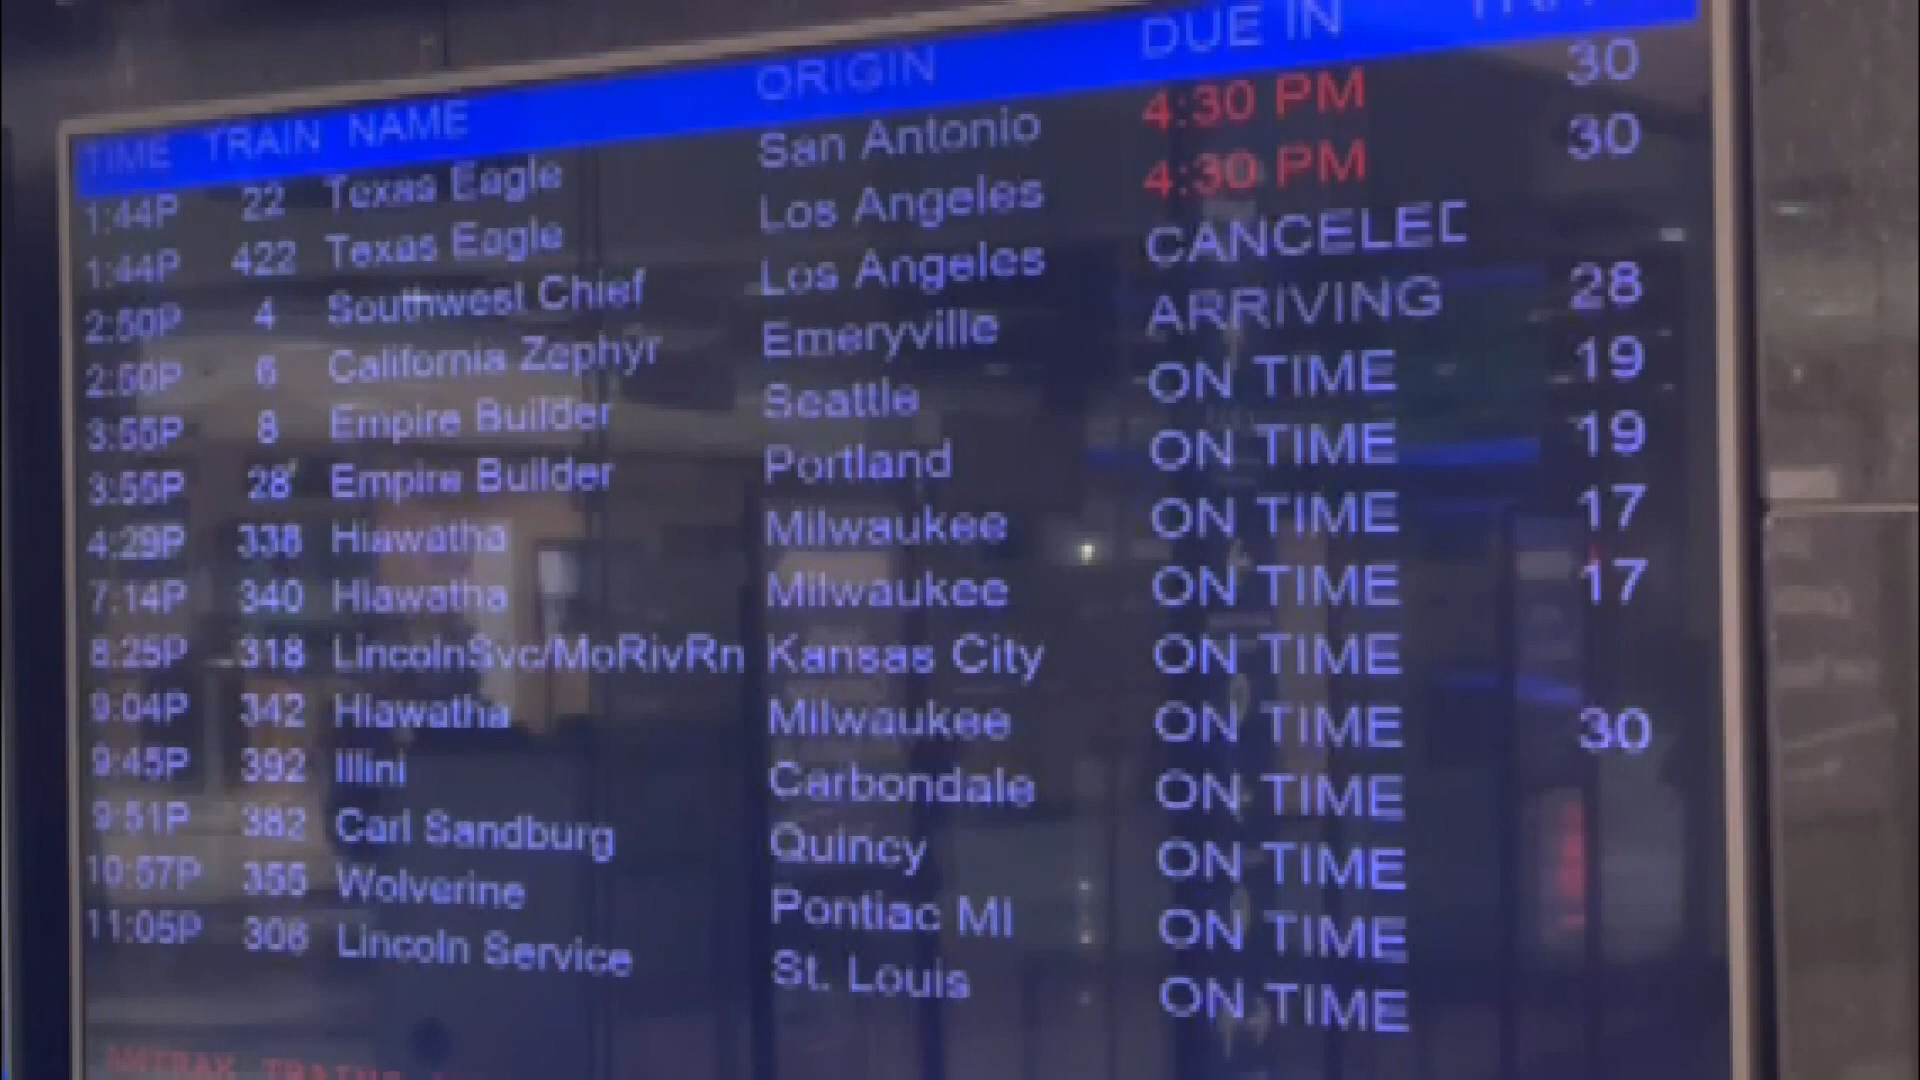 TIME TRAIN NAME ORIGIN DUE IN
1:44P 22 Texas Eagle San Antonio 4:30 PM 30
1:44P 422 Texas Eagle Los Angeles 4:30 PM 30
2:50P 4 Southwest Chief Los Angeles CANCELED
2:50P 6 California Zephyr Emeryville ARRIVING 28
3:55P 8 Empire Builder Seattle ON TIME 19
3:55P 28 Empire Builder Portland ON TIME 19
4:29P 338 Hiawatha Milwaukee ON TIME 17
7:14P 340 Hiawatha Milwaukee ON TIME 17
8:25P 318 LincolnSvc/MoRivRn Kansas City ON TIME
9:04P 342 Hiawatha Milwaukee ON TIME 30
9:45P 392 Illini Carbondale ON TIME
9:51P 382 Carl Sandburg Quincy ON TIME
10:57P 355 Wolverine Pontiac MI ON TIME
11:05P 306 Lincoln Service St. Louis ON TIME
AMTRAK TRAINS